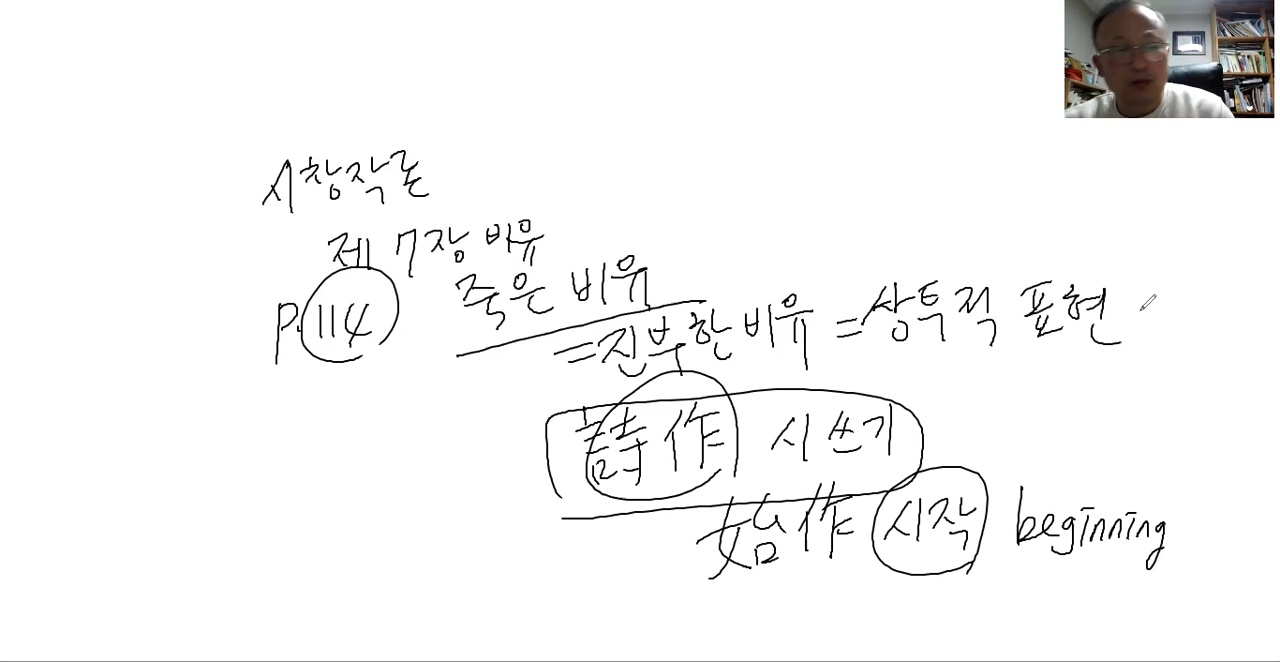 시창작론
제 7장 비유
P. 114 죽은 비유
= 진부한 비유 = 상투적 표현
詩作 시 쓰기
始作 시작 beginning